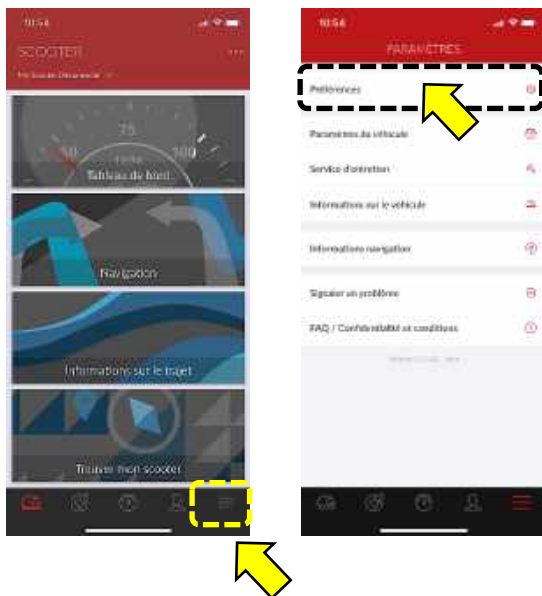 10:54
SCOOTER
75
50
100
Tableau de bord
Navigation
Informations sur le trajet
Trouver mon scooter
10:54
PARAMÈTRES
Préférences
Paramètres du véhicule
Service d'entretien
Informations sur le véhicule
Informations navigation
Signaler un problème
FAQ / Confidentialité et conditions